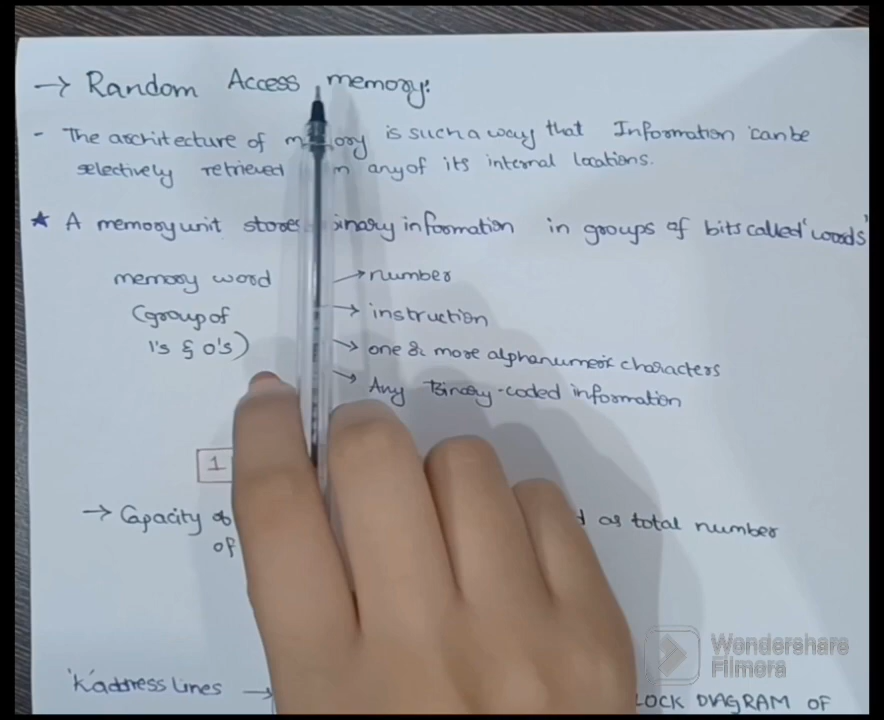 → Random Access memory:
- The architecture of memory is such a way that Information can be
selectively retrieved any of its internal locations.
★ A memory unit stores information in groups of bits called 'words'
memory word → number
(group of → instruction
1's & 0's) → one & more alphanumeric characters
→ Any Binary-coded information
1
→ Capacity as total number
of
'K' address lines → DIAGRAM OF
Wondershare
Filmora